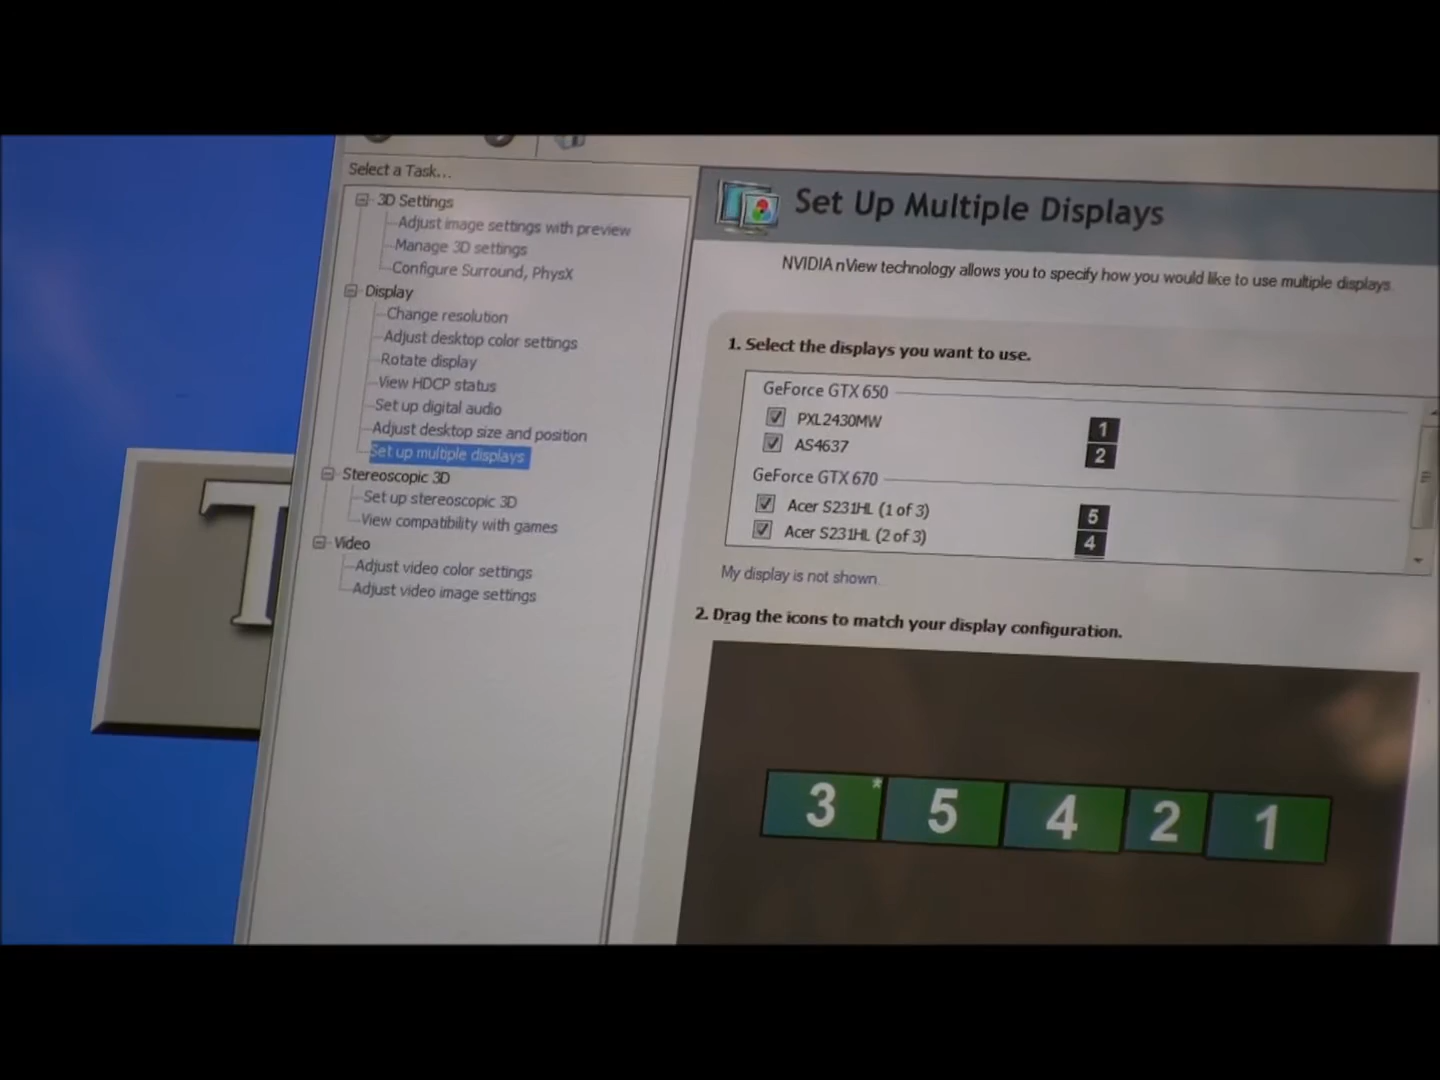 Select a Task...
3D Settings
Adjust image settings with preview
Manage 3D settings
Configure Surround, PhysX
Display
Change resolution
Adjust desktop color settings
Rotate display
View HDCP status
Set up digital audio
Adjust desktop size and position
Set up multiple displays
Stereoscopic 3D
Set up stereoscopic 3D
View compatibility with games
Video
Adjust video color settings
Adjust video image settings
T
Set Up Multiple Displays
NVIDIA nView technology allows you to specify how you would like to use multiple displays.
1. Select the displays you want to use.
GeForce GTX 650
PXL2430MW 1
AS4637 2
GeForce GTX 670
Acer S231HL (1 of 3) 5
Acer S231HL (2 of 3) 4
My display is not shown.
2. Drag the icons to match your display configuration.
3* 5 4 2 1